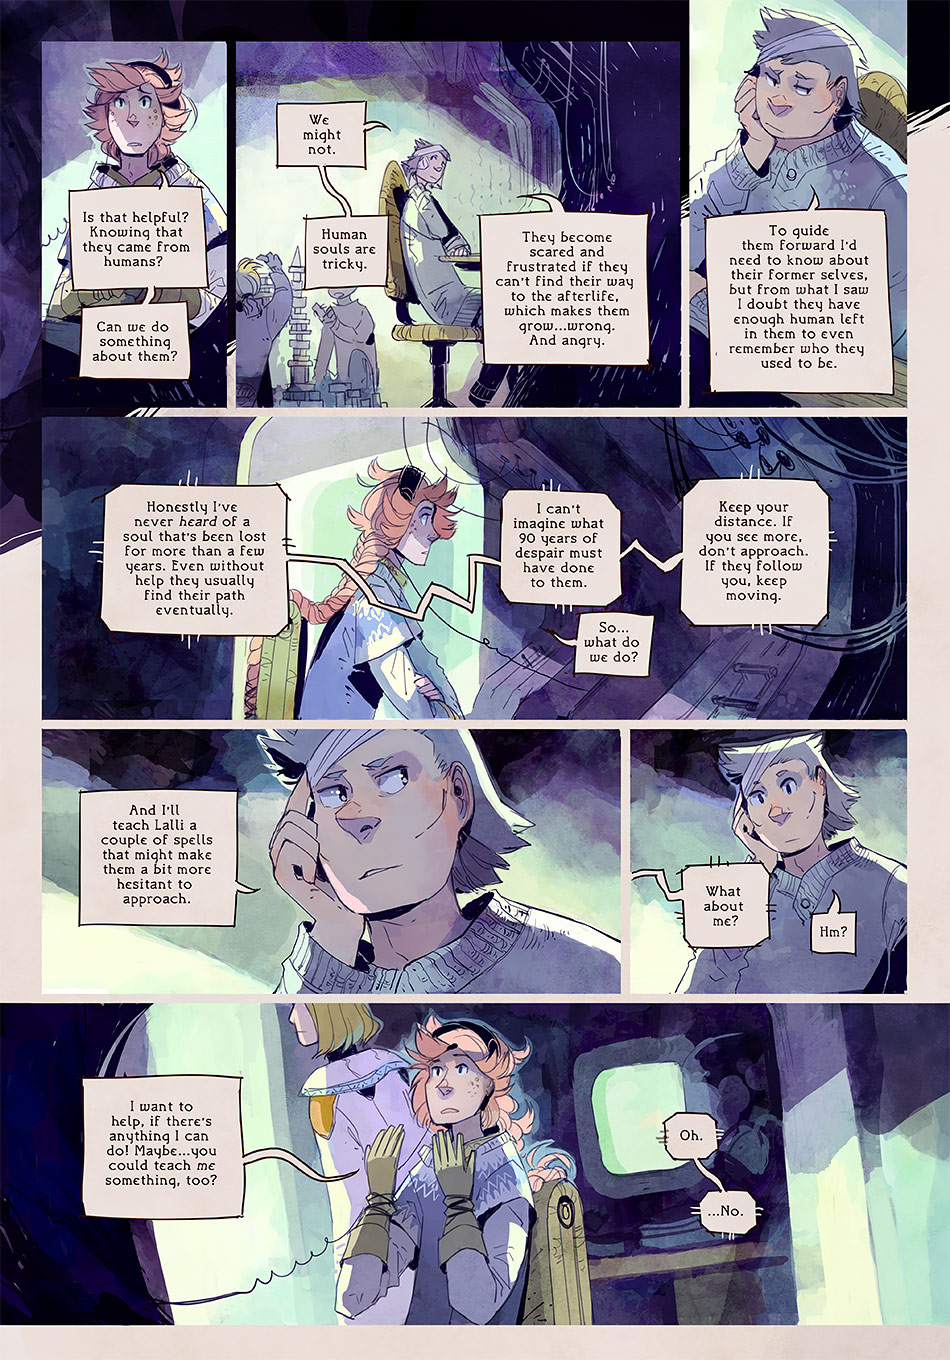 Is that helpful?
Knowing that
they came from
humans?
Can we do
something
about them?
We
might
not.
Human
souls are
tricky.
They become
scared and
frustrated if they
can't find their way
to the afterlife,
which makes them
grow...wrong.
And angry.
To guide
them forward I'd
need to know about
their former selves,
but from what I saw
I doubt they have
enough human left
in them to even
remember who they
used to be.
Honestly I've
never heard of a
soul that's been lost
for more than a few
years. Even without
help they usually
find their path
eventually.
I can't
imagine what
90 years of
despair must
have done
to them.
So...
what do
we do?
Keep your
distance. If
you see more,
don't approach.
If they follow
you, keep
moving.
And I'll
teach Lalli a
couple of spells
that might make
them a bit more
hesitant to
approach.
What
about
me?
Hm?
I want to
help, if there's
anything I can
do! Maybe...you
could teach me
something, too?
Oh.
...No.